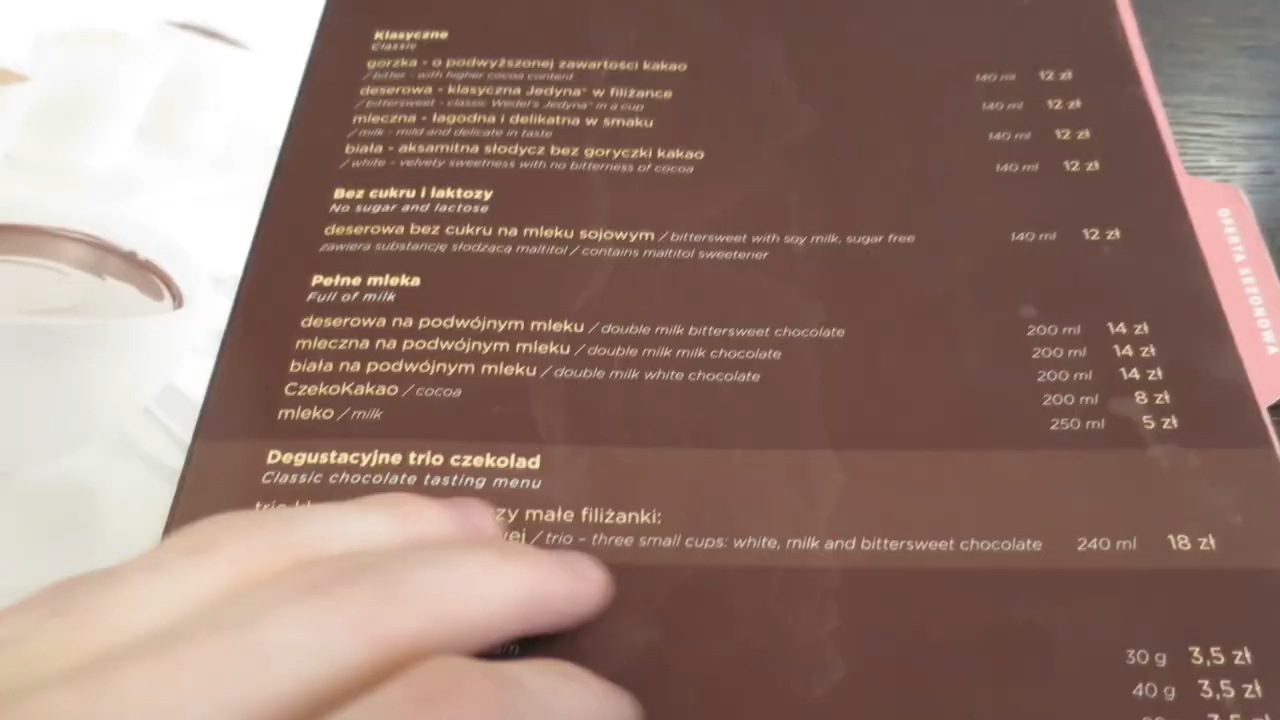 Klasyczne
Classic
gorzka - o podwyższonej zawartości kakao
/ bitter - with higher cocoa content 140 ml 12 zł
deserowa - klasyczna Jedyna® w filiżance
/ bittersweet - classic Wedel's Jedyna® in a cup 140 ml 12 zł
mleczna - łagodna i delikatna w smaku
/ milk - mild and delicate in taste 140 ml 12 zł
biała - aksamitna słodycz bez goryczki kakao
/ white - velvety sweetness with no bitterness of cocoa 140 ml 12 zł
Bez cukru i laktozy
No sugar and lactose
deserowa bez cukru na mleku sojowym / bittersweet with soy milk, sugar free 140 ml 12 zł
zawiera substancję słodzącą maltitol / contains maltitol sweetener
Pełne mleka
Full of milk
deserowa na podwójnym mleku / double milk bittersweet chocolate 200 ml 14 zł
mleczna na podwójnym mleku / double milk milk chocolate 200 ml 14 zł
biała na podwójnym mleku / double milk white chocolate 200 ml 14 zł
CzekoKakao / cocoa 200 ml 8 zł
mleko / milk 250 ml 5 zł
Degustacyjne trio czekolad
Classic chocolate tasting menu
trio małe filiżanki:
/ trio - three small cups: white, milk and bittersweet chocolate 240 ml 18 zł
30 g 3,5 zł
40 g 3,5 zł
OFERTA SEZONOWA